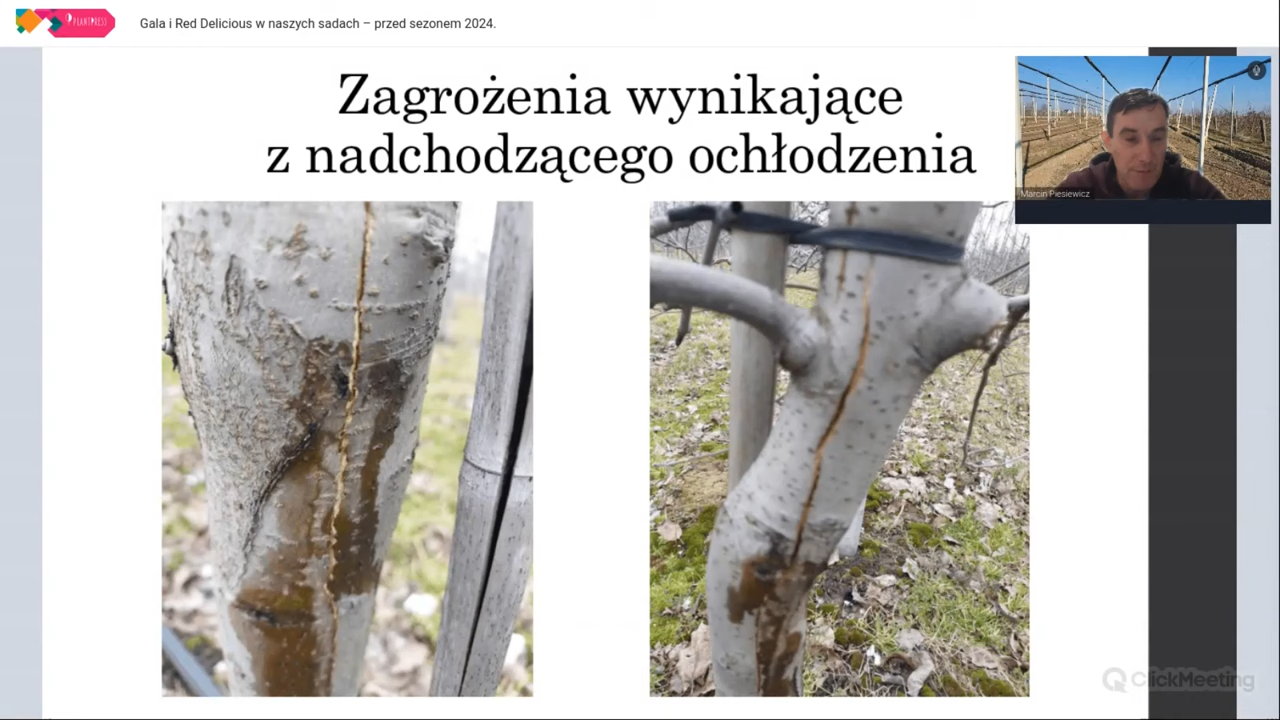 PLANTPRESS
Gala i Red Delicious w naszych sadach – przed sezonem 2024.
Zagrożenia wynikające
z nadchodzącego ochłodzenia
Marcin Piesiewicz
ClickMeeting